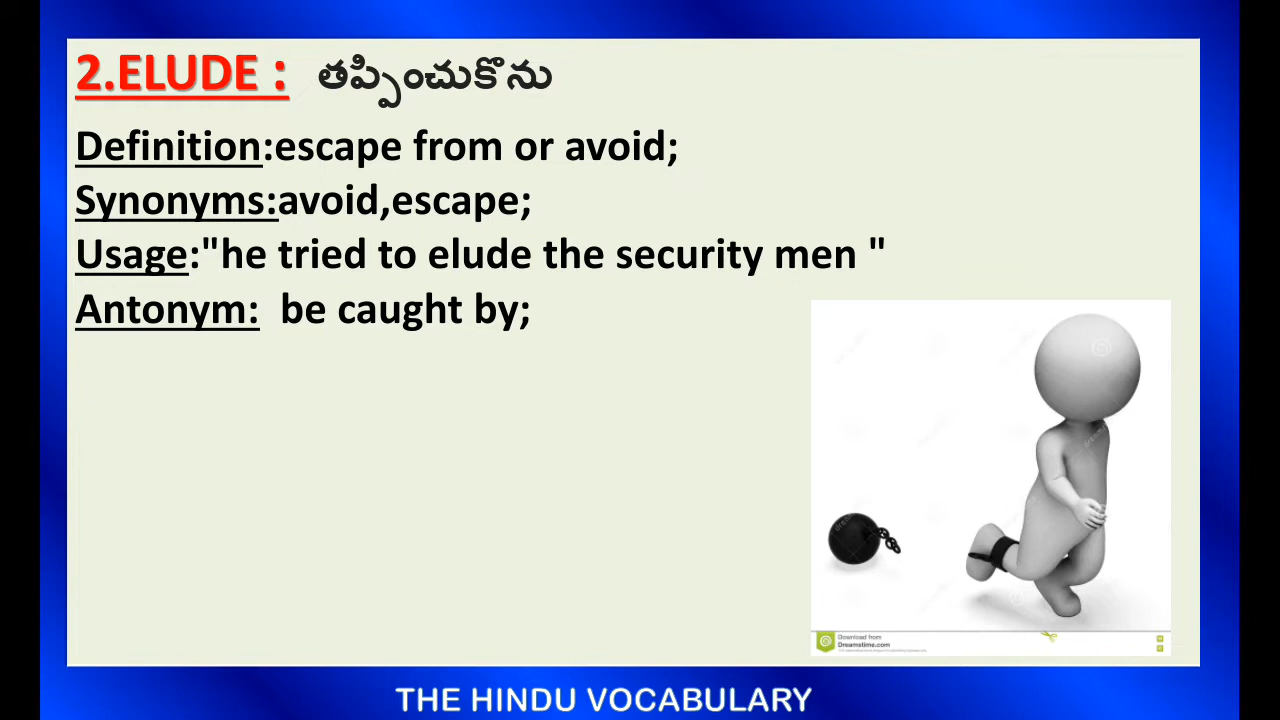 2.ELUDE : తప్పించుకొను
Definition:escape from or avoid;
Synonyms:avoid,escape;
Usage:"he tried to elude the security men "
Antonym: be caught by;
Download from
Dreamstime.com
THE HINDU VOCABULARY